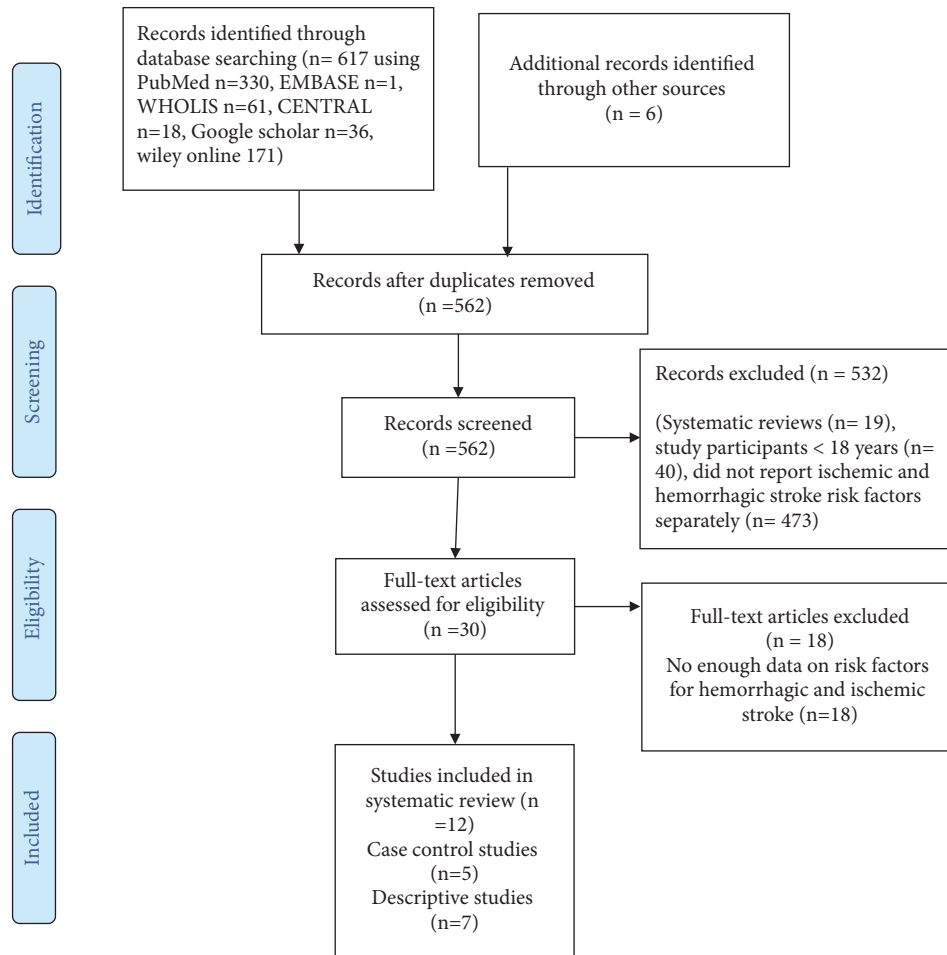 Identification
Records identified through
database searching (n= 617 using
PubMed n=330, EMBASE n=1,
WHOLIS n=61, CENTRAL
n=18, Google scholar n=36,
wiley online 171)
Additional records identified
through other sources
(n = 6)
Records after duplicates removed
(n =562)
Screening
Records screened
(n =562)
Records excluded (n = 532)
(Systematic reviews (n= 19),
study participants < 18 years (n=
40), did not report ischemic and
hemorrhagic stroke risk factors
separately (n= 473)
Eligibility
Full-text articles
assessed for eligibility
(n =30)
Full-text articles excluded
(n = 18)
No enough data on risk factors
for hemorrhagic and ischemic
stroke (n=18)
Included
Studies included in
systematic review (n
=12)
Case control studies
(n=5)
Descriptive studies
(n=7)